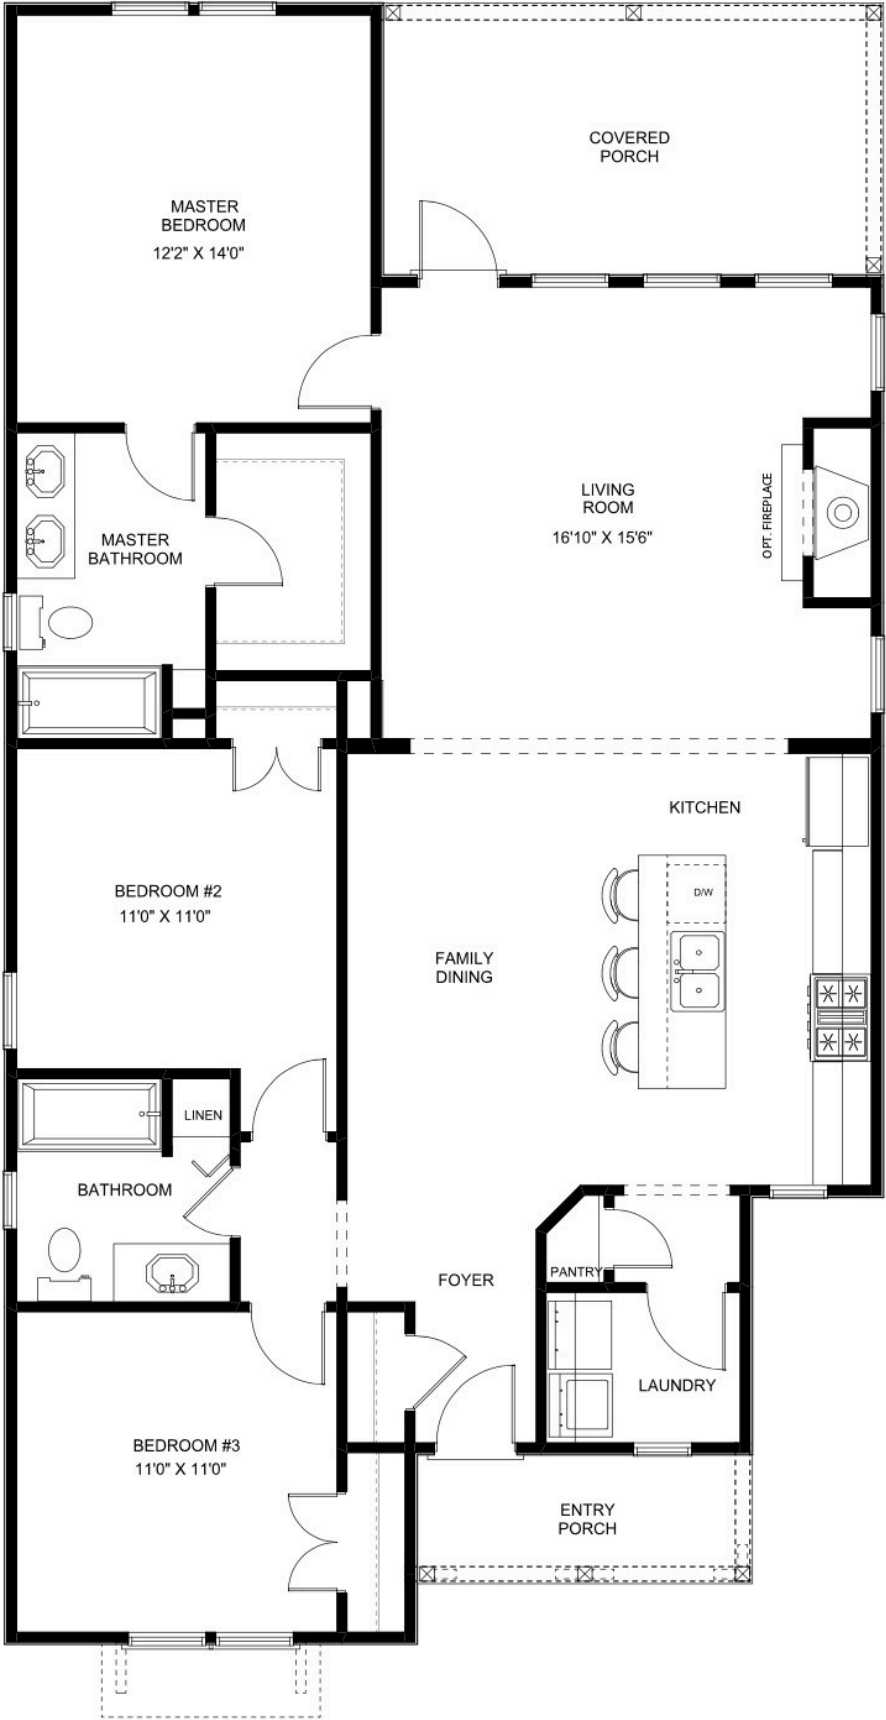 COVERED
PORCH
MASTER
BEDROOM
12'2" X 14'0"
LIVING
ROOM
16'10" X 15'6"
OPT. FIREPLACE
MASTER
BATHROOM
KITCHEN
D/W
BEDROOM #2
11'0" X 11'0"
FAMILY
DINING
LINEN
BATHROOM
PANTRY
FOYER
LAUNDRY
BEDROOM #3
11'0" X 11'0"
ENTRY
PORCH